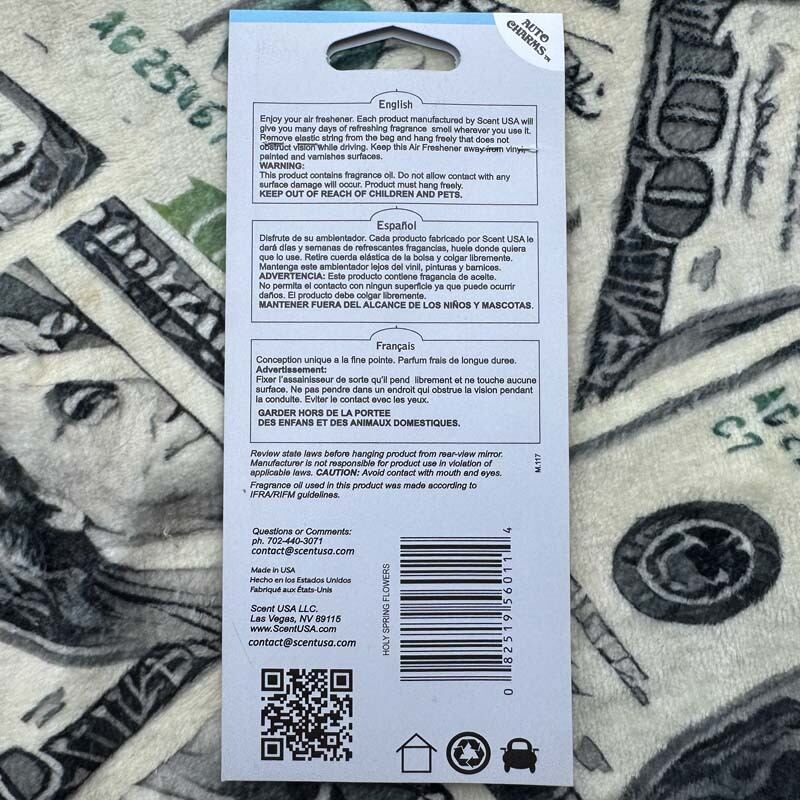 AUTO
CHARMS™
English
Enjoy your air freshener. Each product manufactured by Scent USA will
give you many days of refreshing fragrance smell wherever you use it.
Remove elastic string from the bag and hang freely that does not
obstruct vision while driving. Keep this Air Freshener away from vinyl,
painted and varnishes surfaces.
WARNING:
This product contains fragrance oil. Do not allow contact with any
surface damage will occur. Product must hang freely.
KEEP OUT OF REACH OF CHILDREN AND PETS.
Español
Disfrute de su ambientador. Cada producto fabricado por Scent USA le
dará días y semanas de refrescantes fragancias, huele donde quiera
que lo use. Retire cuerda elástica de la bolsa y colgar libremente.
Mantenga este ambientador lejos del vinil, pinturas y barnices.
ADVERTENCIA: Este producto contiene fragancia de aceite.
No permita el contacto con ningun superficie ya que puede ocurrir
daños. El producto debe colgar libremente.
MANTENER FUERA DEL ALCANCE DE LOS NIÑOS Y MASCOTAS.
Français
Conception unique a la fine pointe. Parfum frais de longue duree.
Advertissement:
Fixer l'assainisseur de sorte qu'il pend librement et ne touche aucune
surface. Ne pas pendre dans un endroit qui obstrue la vision pendant
la conduite. Eviter le contact evec les yeux.
GARDER HORS DE LA PORTEE
DES ENFANS ET DES ANIMAUX DOMESTIQUES.
Review state laws before hanging product from rear-view mirror.
Manufacturer is not responsible for product use in violation of
applicable laws. CAUTION: Avoid contact with mouth and eyes.
Fragrance oil used in this product was made according to
IFRA/RIFM guidelines.
M.117
Questions or Comments:
ph. 702-440-3071
contact@scentusa.com
Made in USA
Hecho en los Estados Unidos
Fabriqué aux États-Unis
Scent USA LLC.
Las Vegas, NV 89115
www.ScentUSA.com
contact@scentusa.com
HOLY SPRING FLOWERS
0 82519 56011 4
100
C7